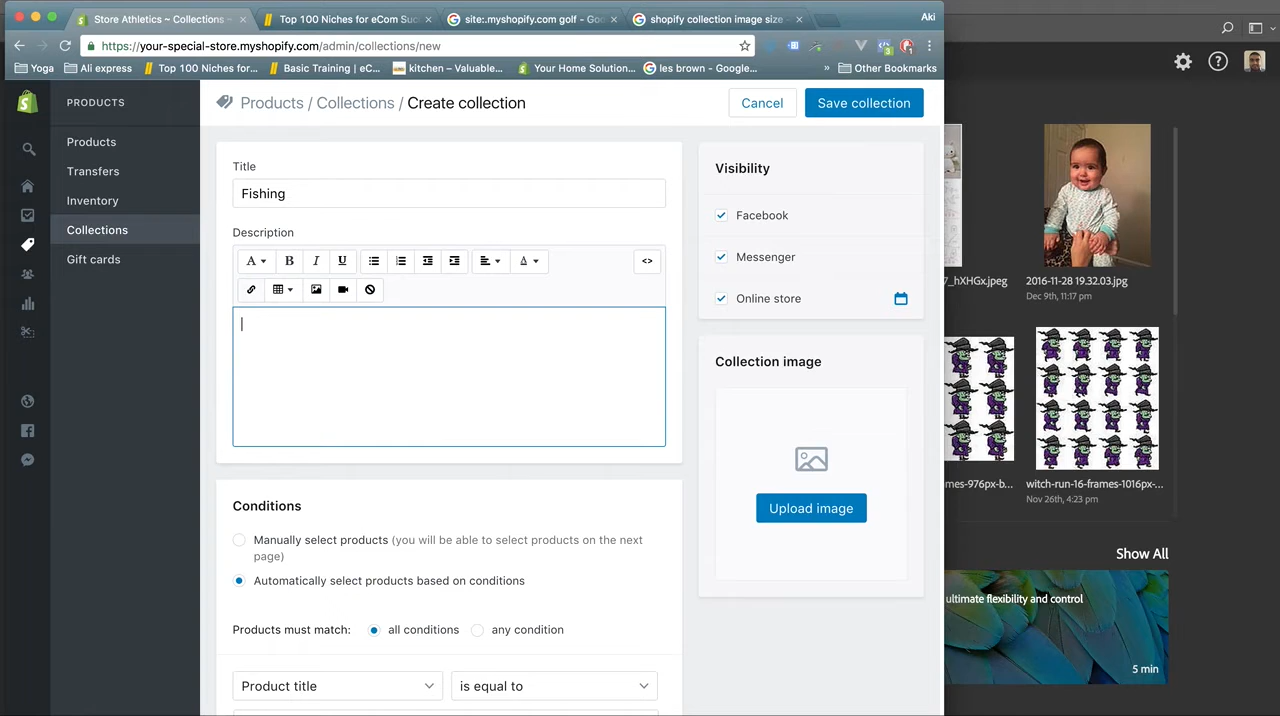 Store Athletics ~ Collections ~
Top 100 Niches for eCom Suc
site:.myshopify.com golf - Goo
shopify collection image size -
Aki
https://your-special-store.myshopify.com/admin/collections/new
Yoga
Ali express
Top 100 Niches for...
Basic Training | eC...
kitchen – Valuable...
Your Home Solution...
les brown - Google...
»
Other Bookmarks
PRODUCTS
Products
Transfers
Inventory
Collections
Gift cards
Products / Collections / Create collection
Cancel
Save collection
Title
Fishing
Description
Visibility
Facebook
Messenger
Online store
Collection image
Upload image
Conditions
Manually select products (you will be able to select products on the next
page)
Automatically select products based on conditions
Products must match:
all conditions
any condition
Product title
is equal to
7_hXHGx.jpeg
2016-11-28 19.32.03.jpg
Dec 9th, 11:17 pm
mes-976px-b...
witch-run-16-frames-1016px-...
Nov 26th, 4:23 pm
Show All
ultimate flexibility and control
5 min